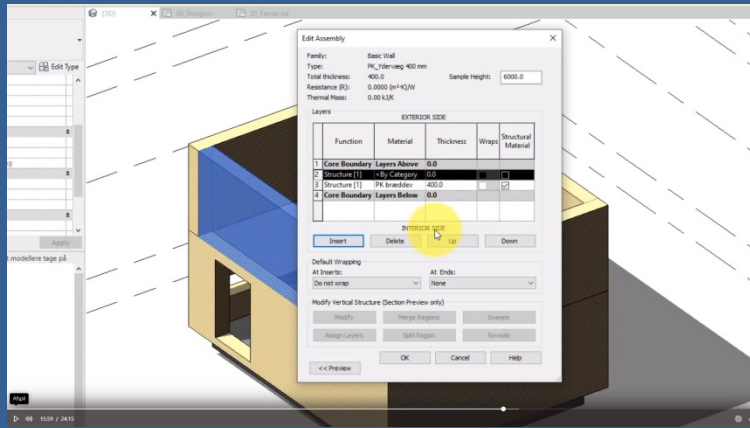 {3D}
Edit Type
Apply
t modellere tage på
Afspil
15:59 / 24:15
Edit Assembly
Family: Basic Wall
Type: PK_Ydervæg 400 mm
Total thickness: 400.0 Sample Height: 6000.0
Resistance (R): 0.0000 (m²·K)/W
Thermal Mass: 0.00 kJ/K
Layers
EXTERIOR SIDE
Function Material Thickness Wraps Structural Material
1 Core Boundary Layers Above 0.0
2 Structure [1] <By Category 0.0
3 Structure [1] PK bræddev 400.0
4 Core Boundary Layers Below 0.0
INTERIOR SIDE
Insert Delete Up Down
Default Wrapping
At Inserts: At Ends:
Do not wrap None
Modify Vertical Structure (Section Preview only)
Modify Merge Regions Sweeps
Assign Layers Split Region Reveals
OK Cancel Help
<< Preview